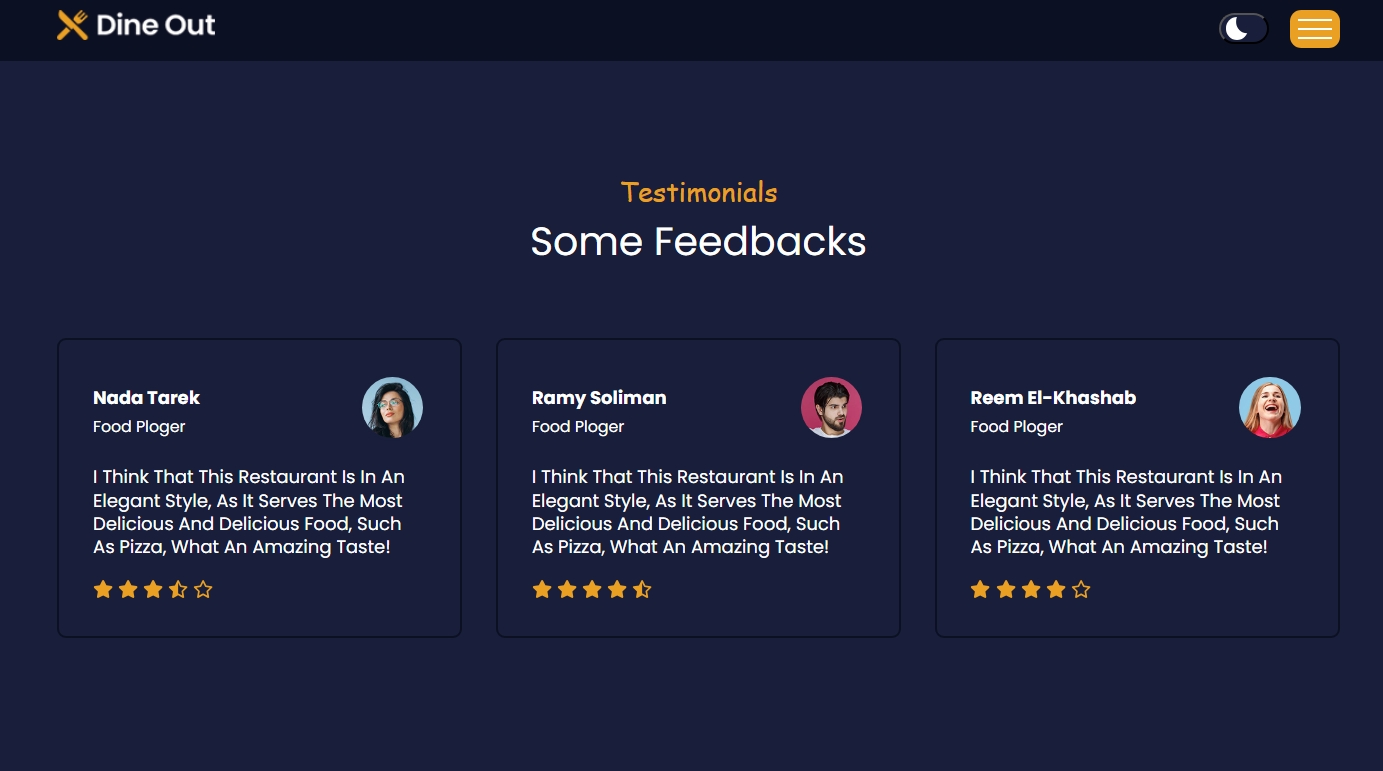 Dine Out
Testimonials
Some Feedbacks
Nada Tarek
Food Ploger
I Think That This Restaurant Is In An
Elegant Style, As It Serves The Most
Delicious And Delicious Food, Such
As Pizza, What An Amazing Taste!
Ramy Soliman
Food Ploger
I Think That This Restaurant Is In An
Elegant Style, As It Serves The Most
Delicious And Delicious Food, Such
As Pizza, What An Amazing Taste!
Reem El-Khashab
Food Ploger
I Think That This Restaurant Is In An
Elegant Style, As It Serves The Most
Delicious And Delicious Food, Such
As Pizza, What An Amazing Taste!